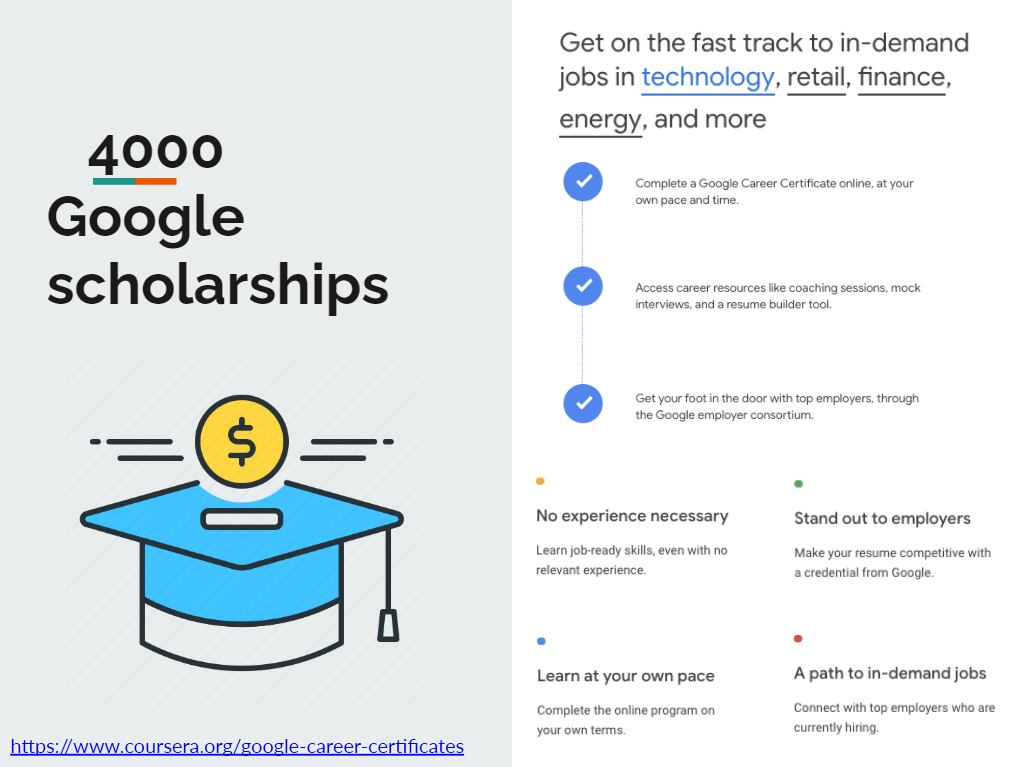 4000
Google
scholarships
$
https://www.coursera.org/google-career-certificates
Get on the fast track to in-demand
jobs in technology, retail, finance,
energy, and more
Complete a Google Career Certificate online, at your
own pace and time.
Access career resources like coaching sessions, mock
interviews, and a resume builder tool.
Get your foot in the door with top employers, through
the Google employer consortium.
No experience necessary
Learn job-ready skills, even with no
relevant experience.
Stand out to employers
Make your resume competitive with
a credential from Google.
Learn at your own pace
Complete the online program on
your own terms.
A path to in-demand jobs
Connect with top employers who are
currently hiring.